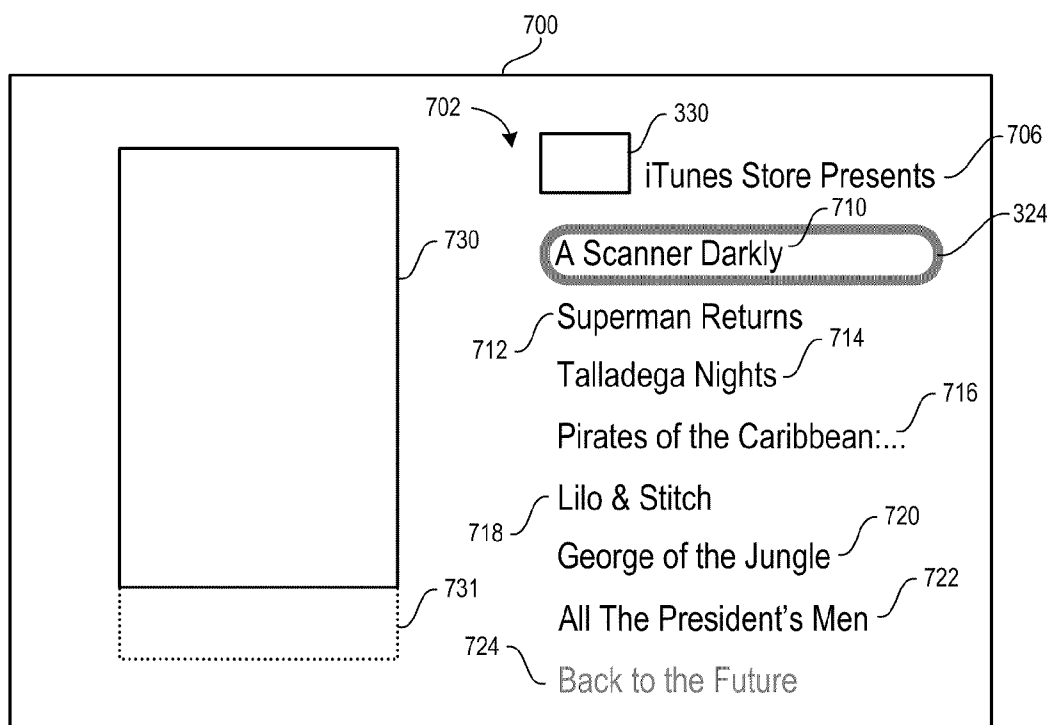 700
702
330
706
iTunes Store Presents
710
324
730
A Scanner Darkly
Superman Returns
712
714
Talladega Nights
716
Pirates of the Caribbean:...
Lilo & Stitch
718
720
George of the Jungle
731
722
All The President's Men
724
Back to the Future